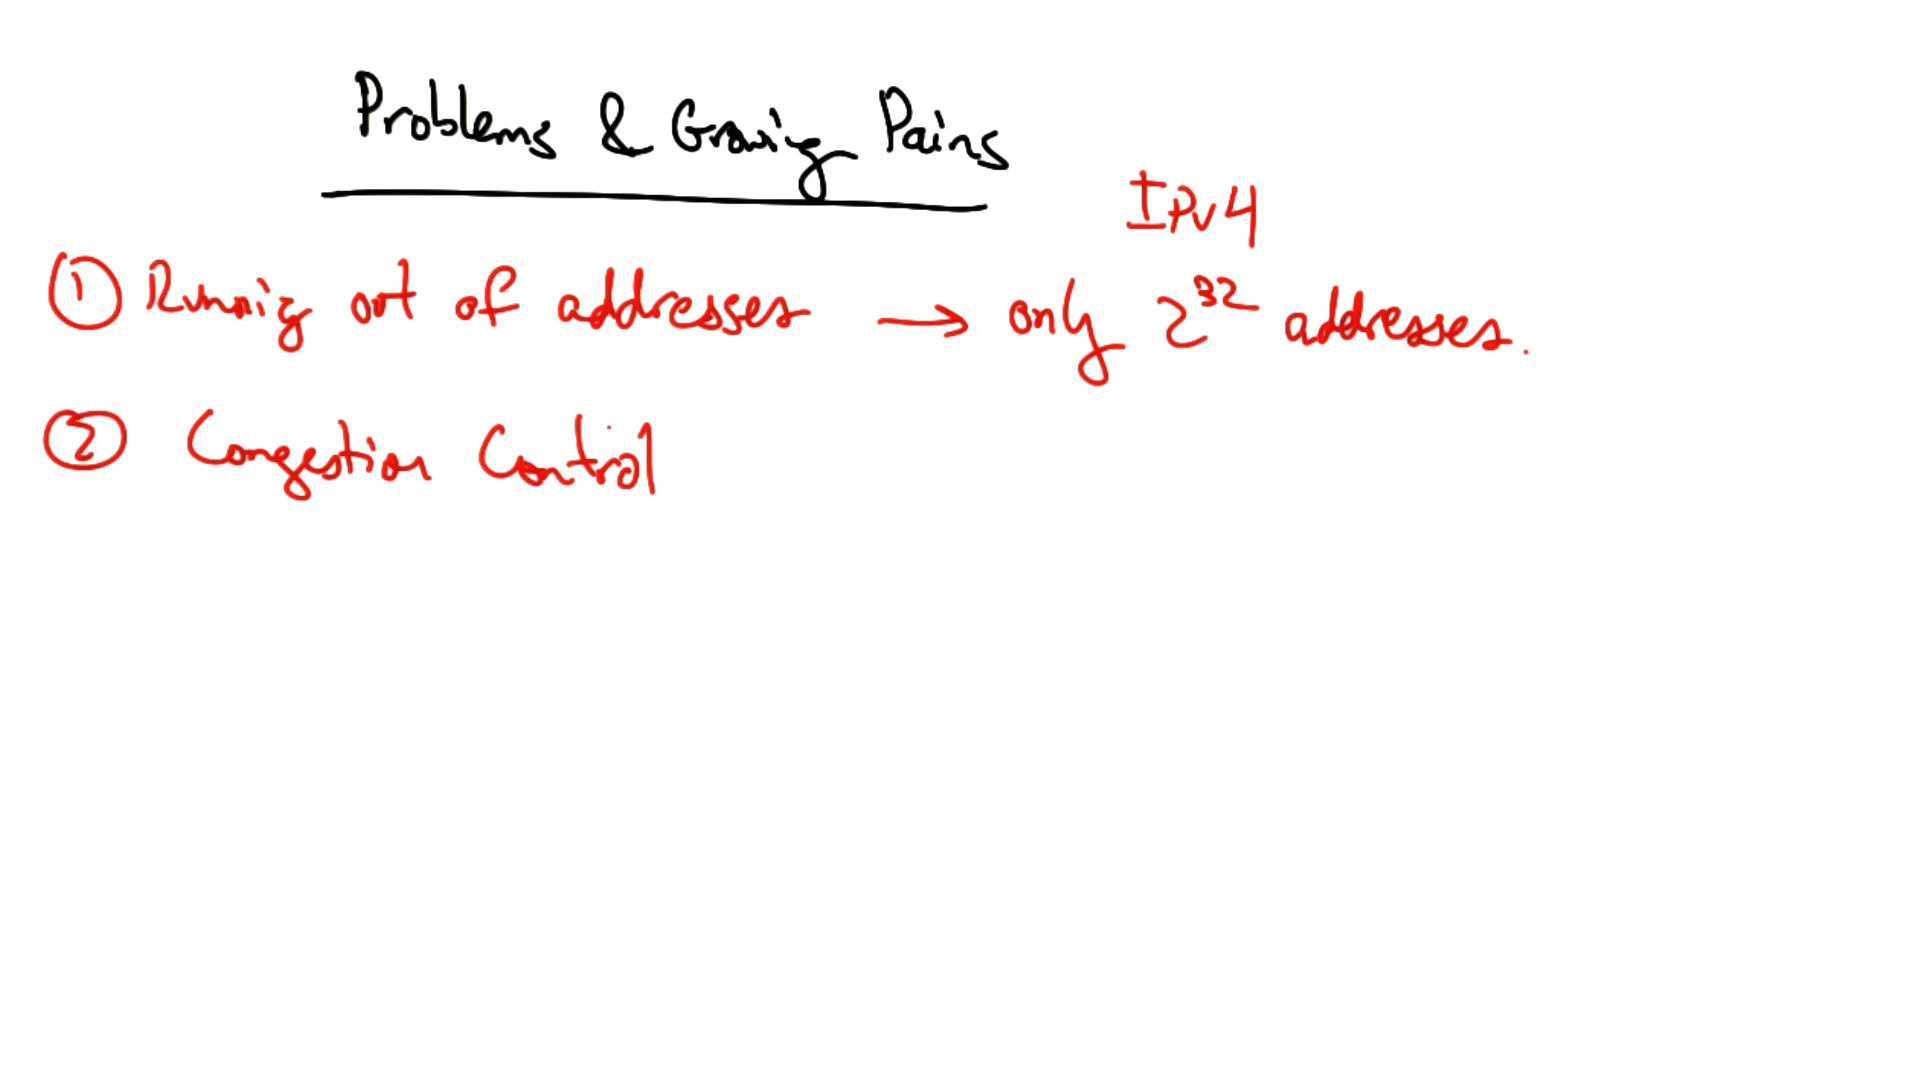 Problems & Growing Pains
IPv4
① Running out of addresses → only 2³² addresses.
② Congestion Control